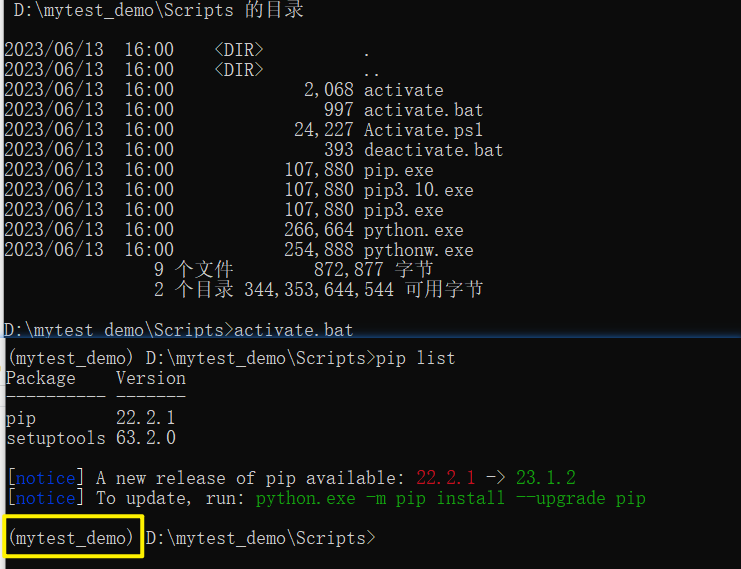 D:\mytest_demo\Scripts 的目录
2023/06/13  16:00    <DIR>          .
2023/06/13  16:00    <DIR>          ..
2023/06/13  16:00             2,068 activate
2023/06/13  16:00               997 activate.bat
2023/06/13  16:00            24,227 Activate.ps1
2023/06/13  16:00               393 deactivate.bat
2023/06/13  16:00           107,880 pip.exe
2023/06/13  16:00           107,880 pip3.10.exe
2023/06/13  16:00           107,880 pip3.exe
2023/06/13  16:00           266,664 python.exe
2023/06/13  16:00           254,888 pythonw.exe
9 个文件        872,877 字节
2 个目录 344,353,644,544 可用字节
D:\mytest_demo\Scripts>activate.bat
(mytest_demo) D:\mytest_demo\Scripts>pip list
Package    Version
---------- -------
pip        22.2.1
setuptools 63.2.0
[notice] A new release of pip available: 22.2.1 -> 23.1.2
[notice] To update, run: python.exe -m pip install --upgrade pip
(mytest_demo) D:\mytest_demo\Scripts>